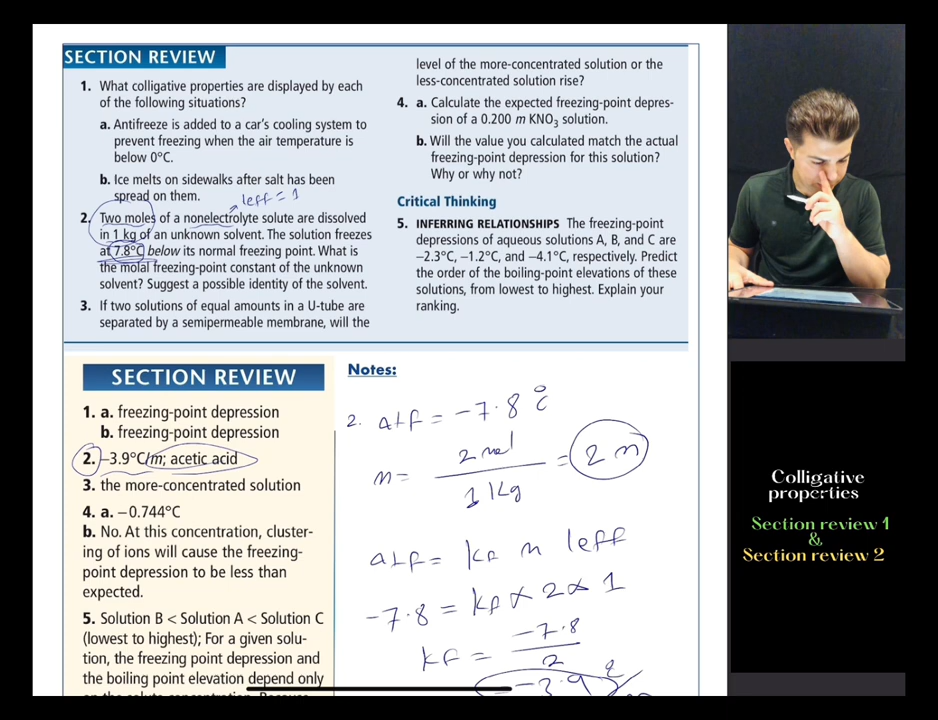 SECTION REVIEW
1. What colligative properties are displayed by each
of the following situations?
a. Antifreeze is added to a car's cooling system to
prevent freezing when the air temperature is
below 0°C.
b. Ice melts on sidewalks after salt has been
spread on them.
ieff = 1
2. Two moles of a nonelectrolyte solute are dissolved
in 1 kg of an unknown solvent. The solution freezes
at 7.8°C below its normal freezing point. What is
the molal freezing-point constant of the unknown
solvent? Suggest a possible identity of the solvent.
3. If two solutions of equal amounts in a U-tube are
separated by a semipermeable membrane, will the
level of the more-concentrated solution or the
less-concentrated solution rise?
4. a. Calculate the expected freezing-point depres-
sion of a 0.200 m KNO₃ solution.
b. Will the value you calculated match the actual
freezing-point depression for this solution?
Why or why not?
Critical Thinking
5. INFERRING RELATIONSHIPS The freezing-point
depressions of aqueous solutions A, B, and C are
−2.3°C, −1.2°C, and −4.1°C, respectively. Predict
the order of the boiling-point elevations of these
solutions, from lowest to highest. Explain your
ranking.
SECTION REVIEW
1. a. freezing-point depression
b. freezing-point depression
2. −3.9°C/m; acetic acid
3. the more-concentrated solution
4. a. −0.744°C
b. No. At this concentration, cluster-
ing of ions will cause the freezing-
point depression to be less than
expected.
5. Solution B < Solution A < Solution C
(lowest to highest); For a given solu-
tion, the freezing point depression and
the boiling point elevation depend only
Notes:
2. Δtf = -7.8 °C
m = 2 mol / 1 kg = 2 m
Δtf = kf m ieff
-7.8 = kf × 2 × 1
kf = -7.8 / 2
-3.9
Colligative
properties
Section review 1
&
Section review 2